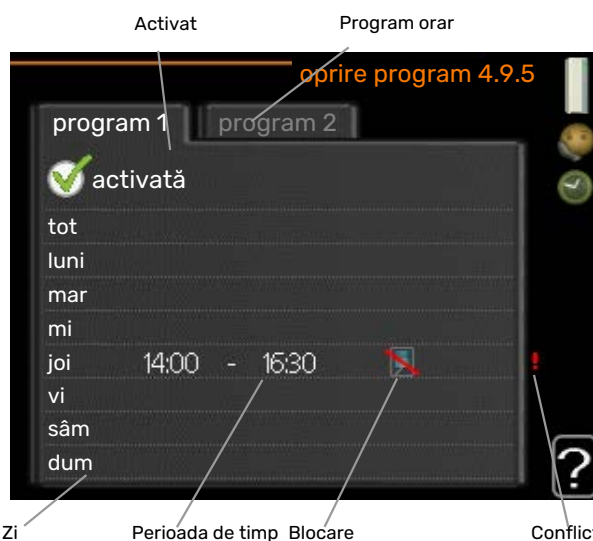 Activat Program orar
oprire program 4.9.5
program 1 program 2
activată
tot
luni
mar
mi
joi 14:00 - 16:30 !
vi
sâm
dum
?
Zi Perioada de timp Blocare Conflict